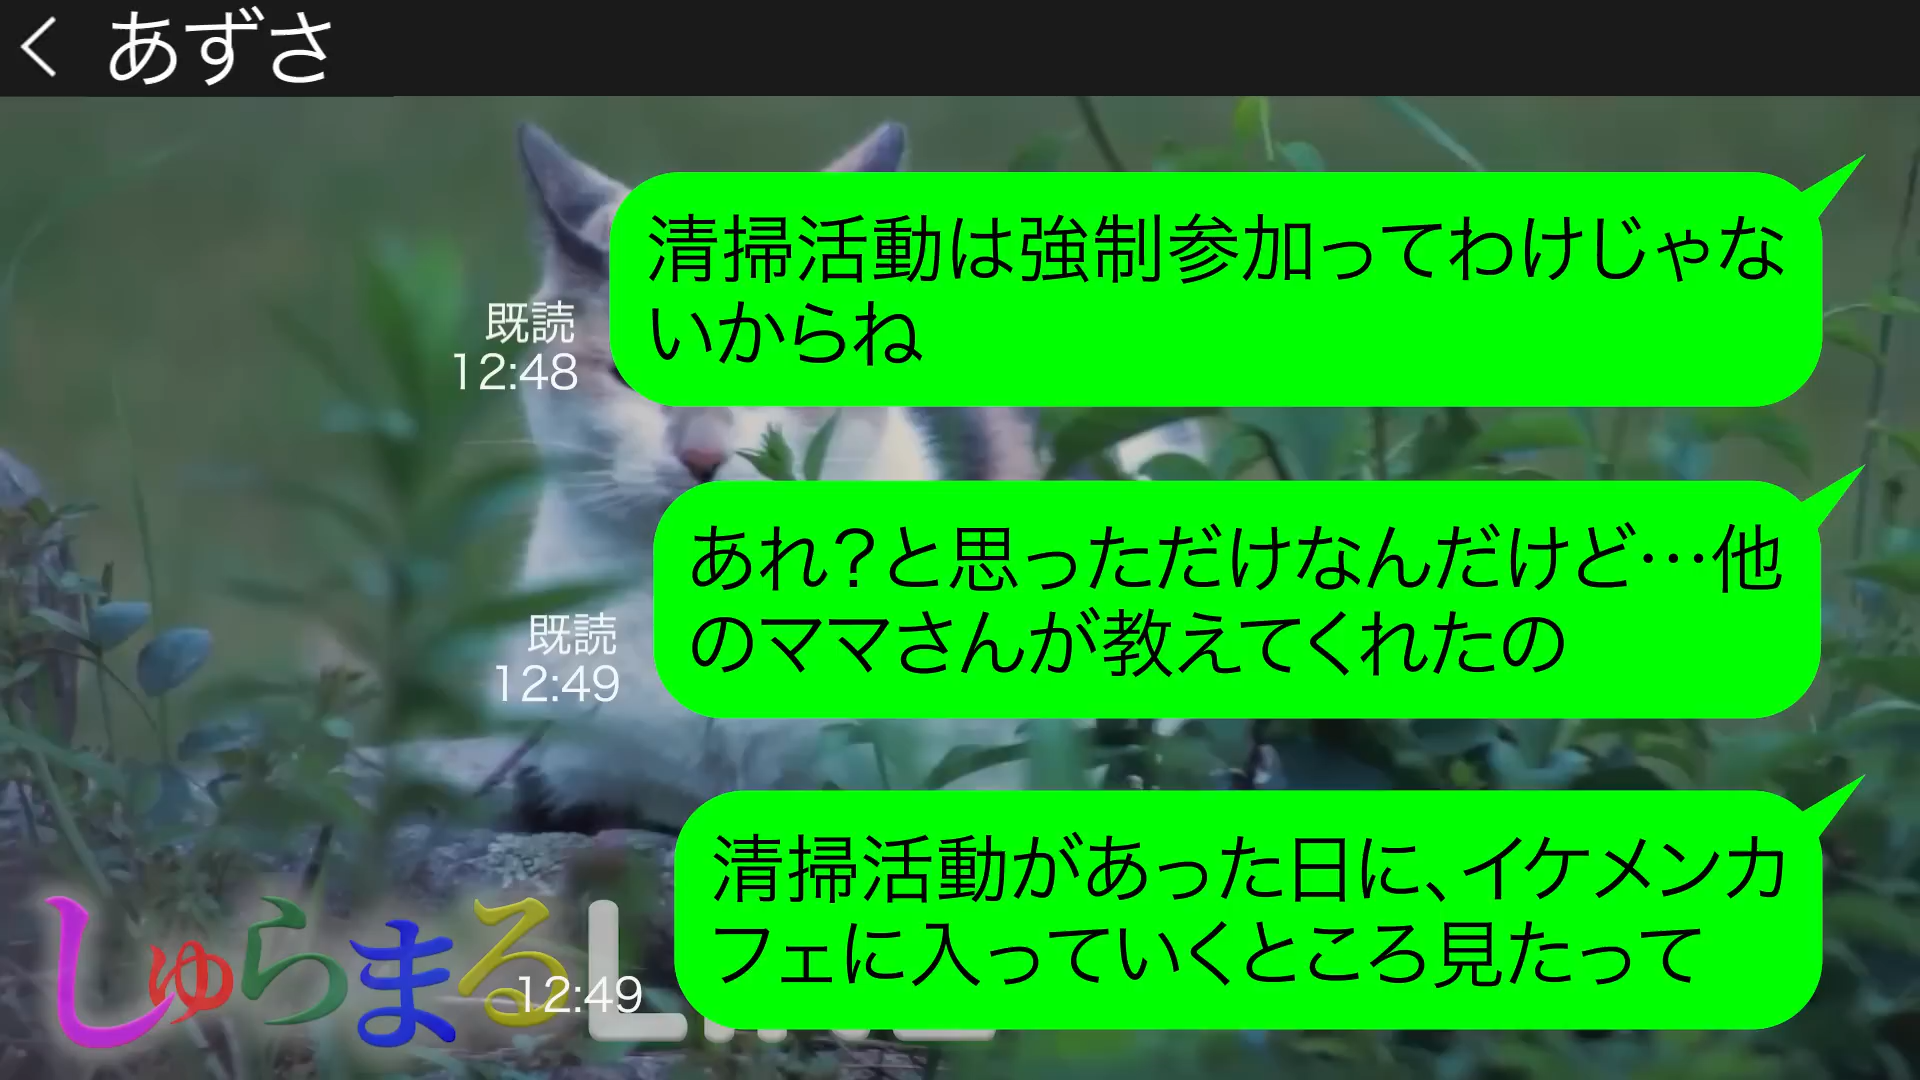 あずさ
清掃活動は強制参加ってわけじゃな
いからね
既読
12:48
あれ？と思っただけなんだけど…他
のママさんが教えてくれたの
既読
12:49
清掃活動があった日に、イケメンカ
フェに入っていくところ見たって
12:49
しゅらまる